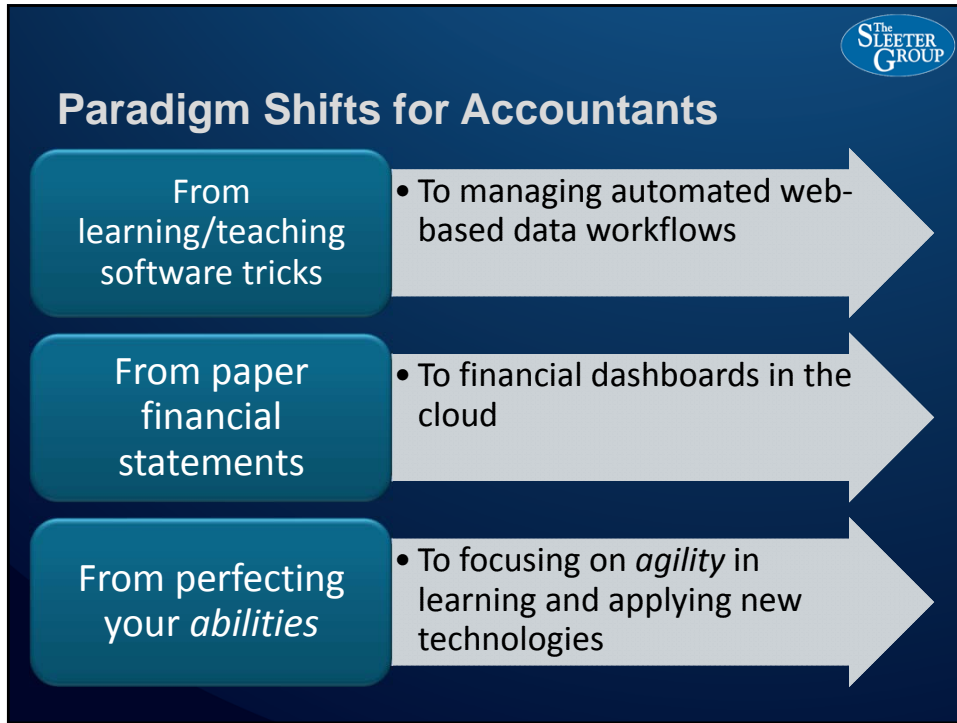 The
SLEETER
GROUP
Paradigm Shifts for Accountants
From
learning/teaching
software tricks
• To managing automated web-
based data workflows
From paper
financial
statements
• To financial dashboards in the
cloud
From perfecting
your abilities
• To focusing on agility in
learning and applying new
technologies